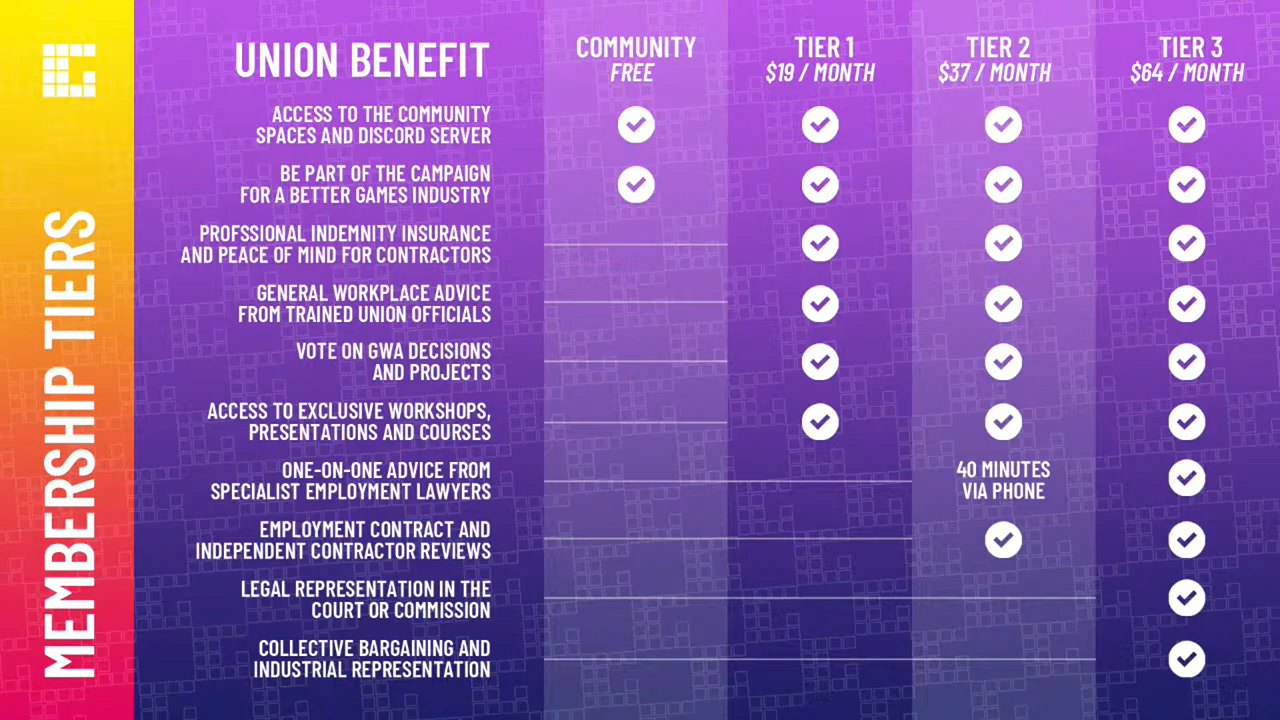 MEMBERSHIP TIERS
UNION BENEFIT
COMMUNITY
FREE
TIER 1
$19 / MONTH
TIER 2
$37 / MONTH
TIER 3
$64 / MONTH
ACCESS TO THE COMMUNITY
SPACES AND DISCORD SERVER
BE PART OF THE CAMPAIGN
FOR A BETTER GAMES INDUSTRY
PROFSSIONAL INDEMNITY INSURANCE
AND PEACE OF MIND FOR CONTRACTORS
GENERAL WORKPLACE ADVICE
FROM TRAINED UNION OFFICIALS
VOTE ON GWA DECISIONS
AND PROJECTS
ACCESS TO EXCLUSIVE WORKSHOPS,
PRESENTATIONS AND COURSES
ONE-ON-ONE ADVICE FROM
SPECIALIST EMPLOYMENT LAWYERS
40 MINUTES
VIA PHONE
EMPLOYMENT CONTRACT AND
INDEPENDENT CONTRACTOR REVIEWS
LEGAL REPRESENTATION IN THE
COURT OR COMMISSION
COLLECTIVE BARGAINING AND
INDUSTRIAL REPRESENTATION